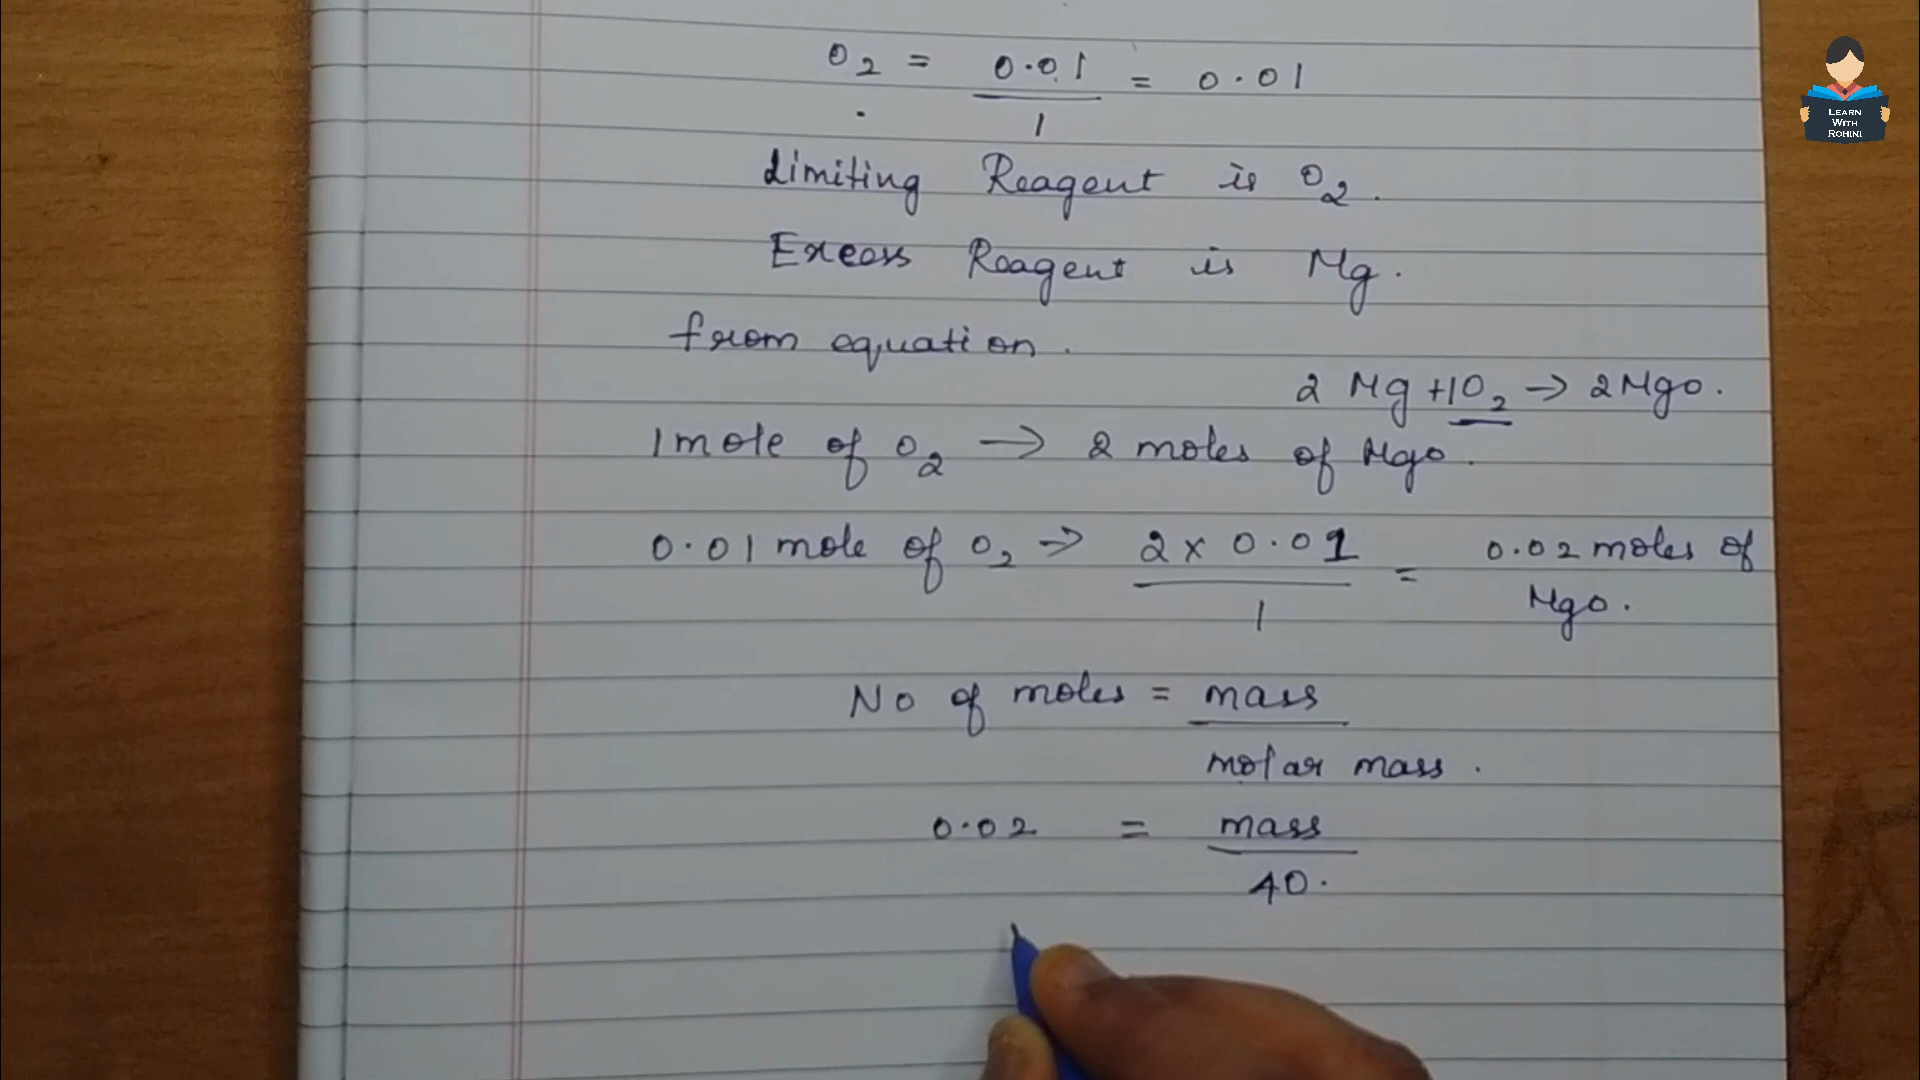 O2 = 0.01 / 1 = 0.01
LEARN
WITH
ROHINI
Limiting Reagent is O2.
Excess Reagent is Mg.
from equation.
2 Mg + 1O2 → 2MgO.
1 mole of O2 → 2 moles of MgO.
0.01 mole of O2 → 2 x 0.01 / 1 = 0.02 moles of
MgO.
No of moles = mass
molar mass.
0.02 = mass
40.